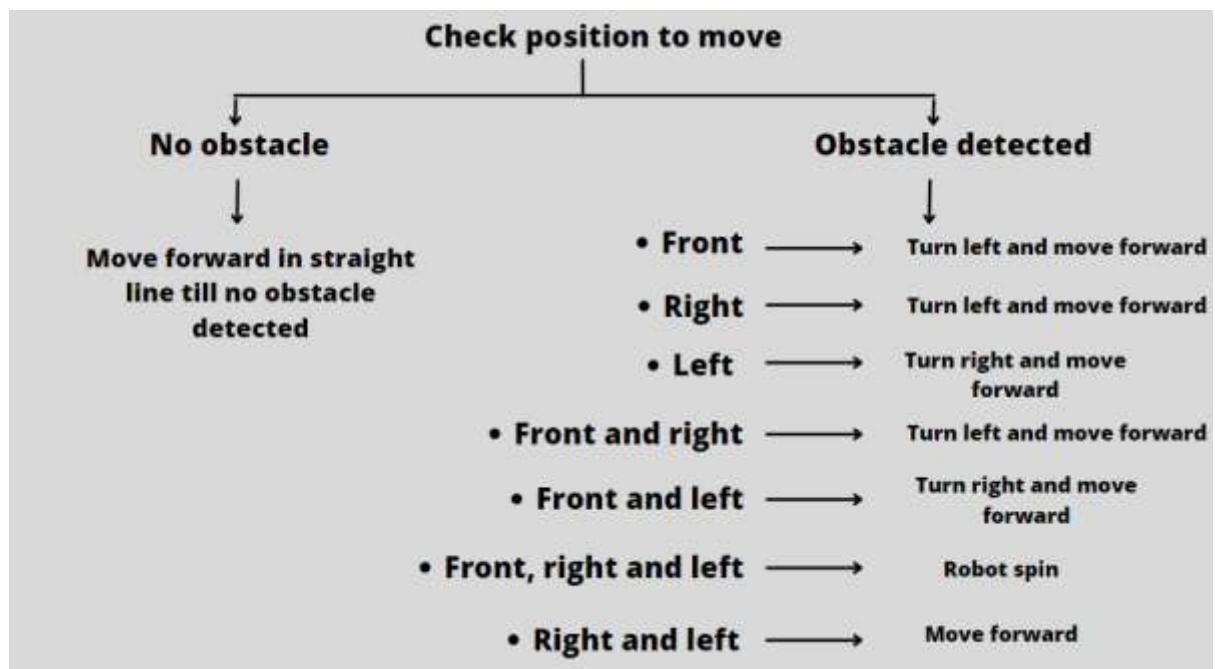 Check position to move
No obstacle
Obstacle detected
Move forward in straight
line till no obstacle
detected
• Front
Turn left and move forward
• Right
Turn left and move forward
• Left
Turn right and move
forward
• Front and right
Turn left and move forward
• Front and left
Turn right and move
forward
• Front, right and left
Robot spin
• Right and left
Move forward